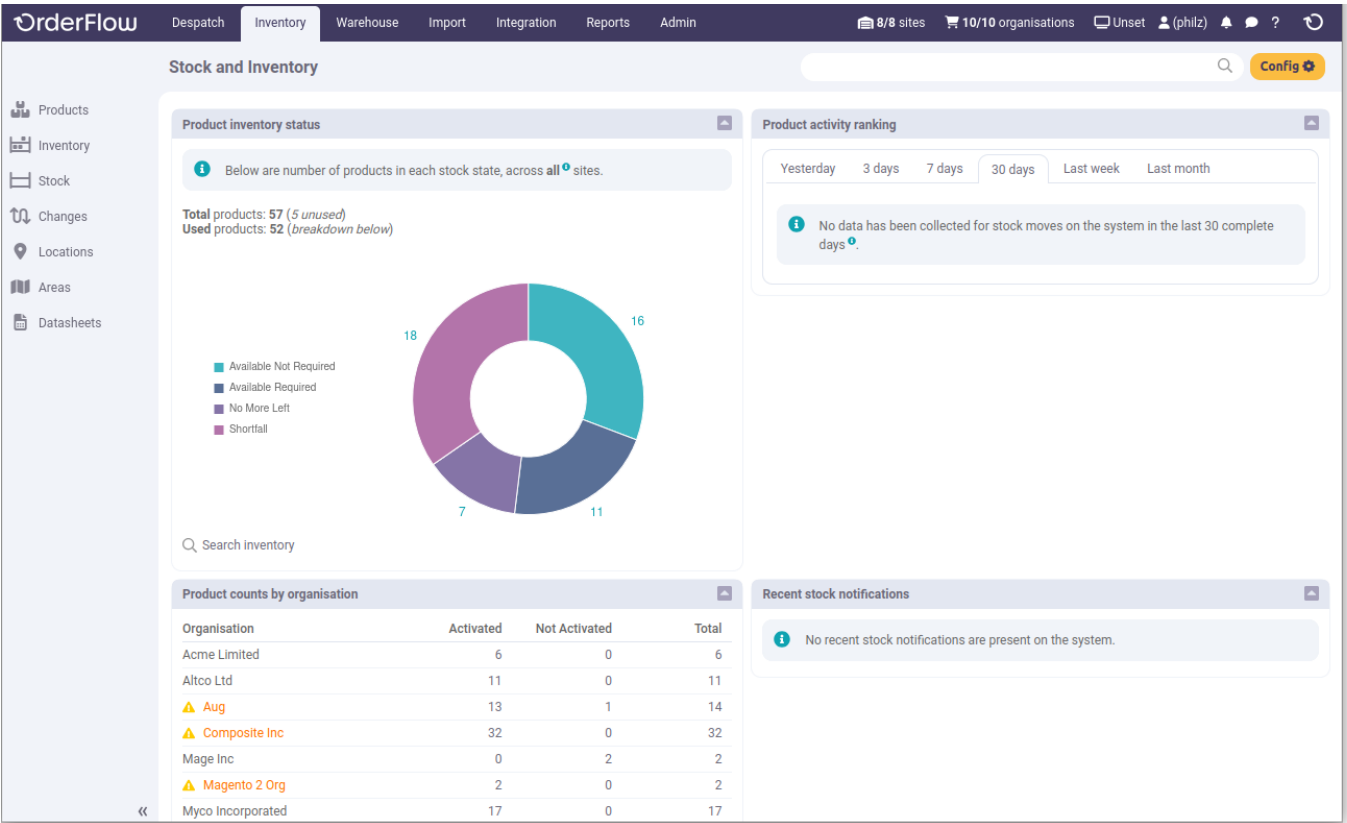 OrderFlow
Despatch Inventory Warehouse Import Integration Reports Admin 8/8 sites 10/10 organisations Unset (philz) ?
Stock and Inventory
Config
Products
Inventory
Stock
Changes
Locations
Areas
Datasheets
«
Product inventory status
Below are number of products in each stock state, across all sites.
Total products: 57 (5 unused)
Used products: 52 (breakdown below)
Available Not Required
Available Required
No More Left
Shortfall
18
16
7
11
Search inventory
Product activity ranking
Yesterday 3 days 7 days 30 days Last week Last month
No data has been collected for stock moves on the system in the last 30 complete
days.
Product counts by organisation
Organisation Activated Not Activated Total
Acme Limited 6 0 6
Altco Ltd 11 0 11
Aug 13 1 14
Composite Inc 32 0 32
Mage Inc 0 2 2
Magento 2 Org 2 0 2
Myco Incorporated 17 0 17
Recent stock notifications
No recent stock notifications are present on the system.